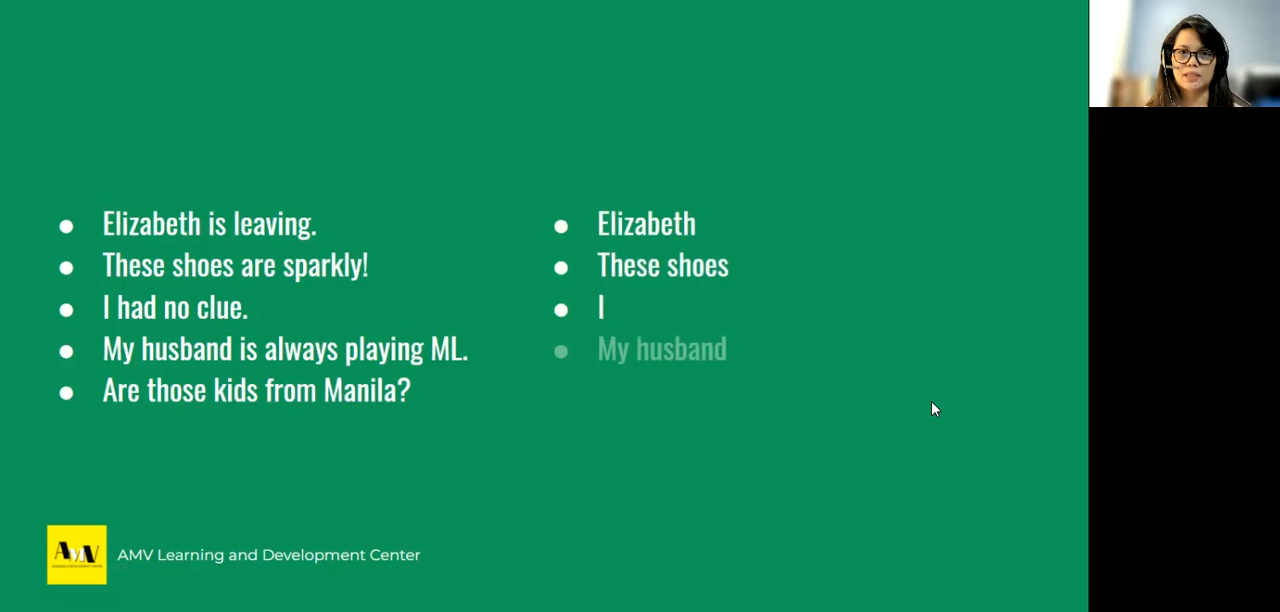 Elizabeth is leaving.
These shoes are sparkly!
I had no clue.
My husband is always playing ML.
Are those kids from Manila?
Elizabeth
These shoes
I
My husband
AMV
AMV Learning and Development Center